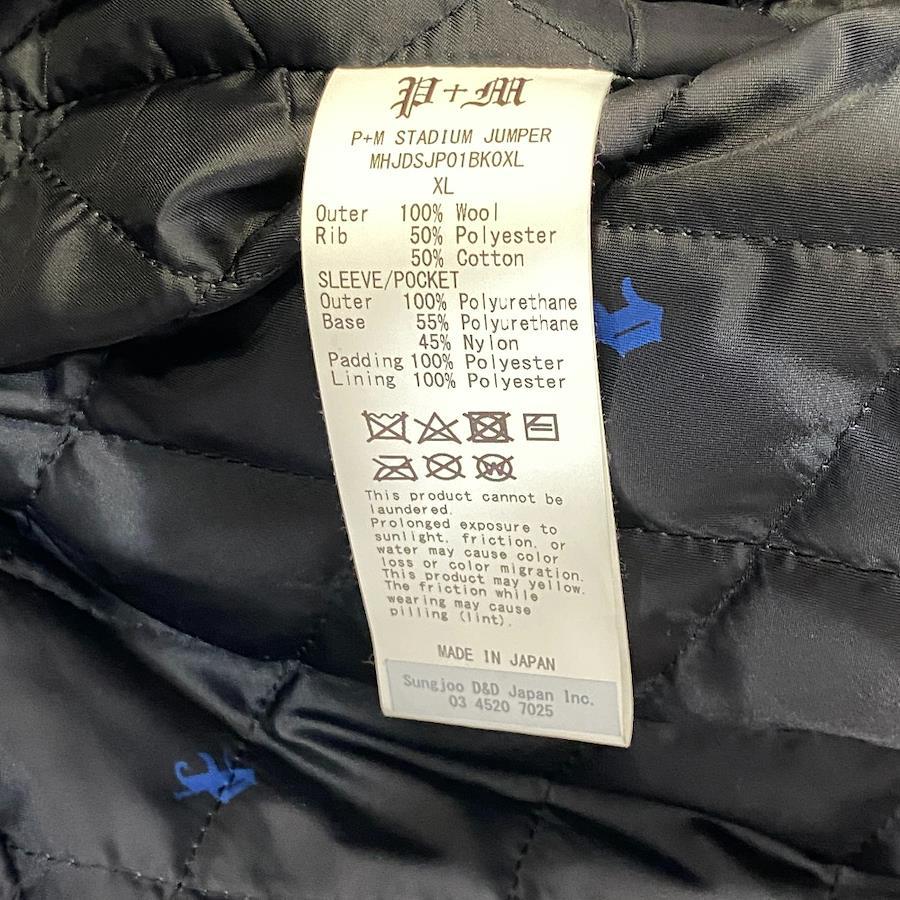 P+M
P+M STADIUM JUMPER
MHJDSJP01BK0XL
XL
Outer 100% Wool
Rib 50% Polyester
50% Cotton
SLEEVE/POCKET
Outer 100% Polyurethane
Base 55% Polyurethane
45% Nylon
Padding 100% Polyester
Lining 100% Polyester
W
This product cannot be
laundered.
Prolonged exposure to
sunlight, friction, or
water may cause color
loss or color migration.
This product may yellow.
The friction while
wearing may cause
pilling (lint).
MADE IN JAPAN
Sungjoo D&D Japan Inc.
03 4520 7025